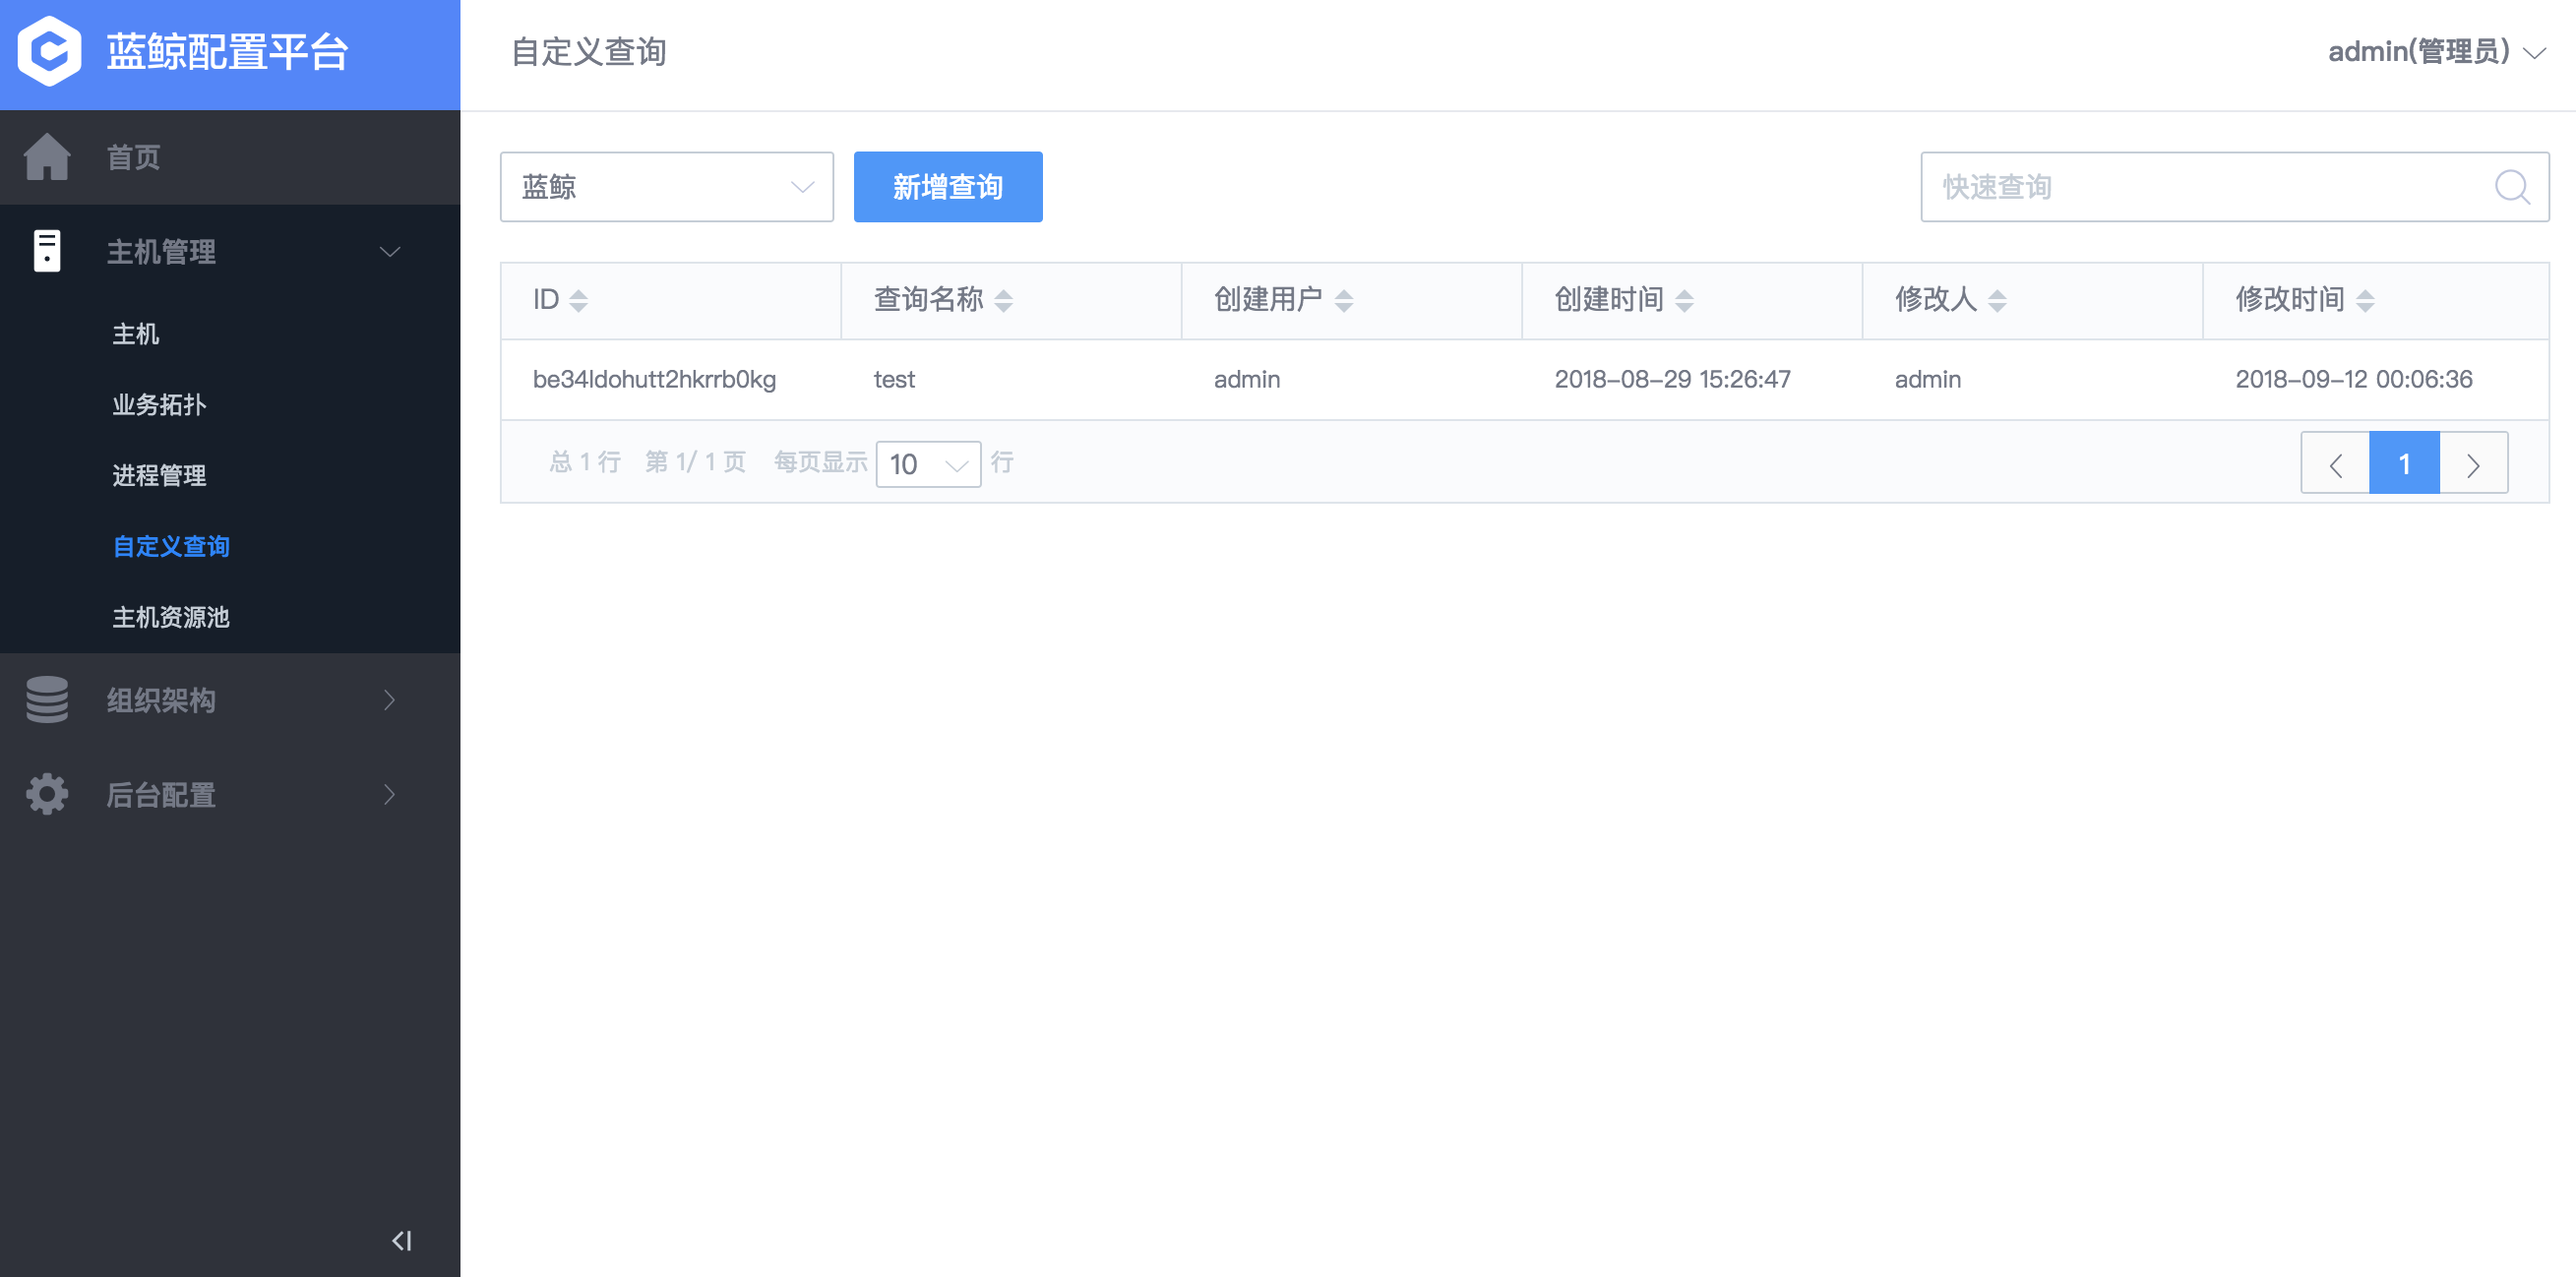 蓝鲸配置平台
自定义查询
admin(管理员)
首页
主机管理
主机
业务拓扑
进程管理
自定义查询
主机资源池
组织架构
后台配置
蓝鲸
新增查询
快速查询
ID 查询名称 创建用户 创建时间 修改人 修改时间
be34ldohutt2hkrrb0kg test admin 2018-08-29 15:26:47 admin 2018-09-12 00:06:36
总 1 行 第 1/ 1 页 每页显示 10 行
1